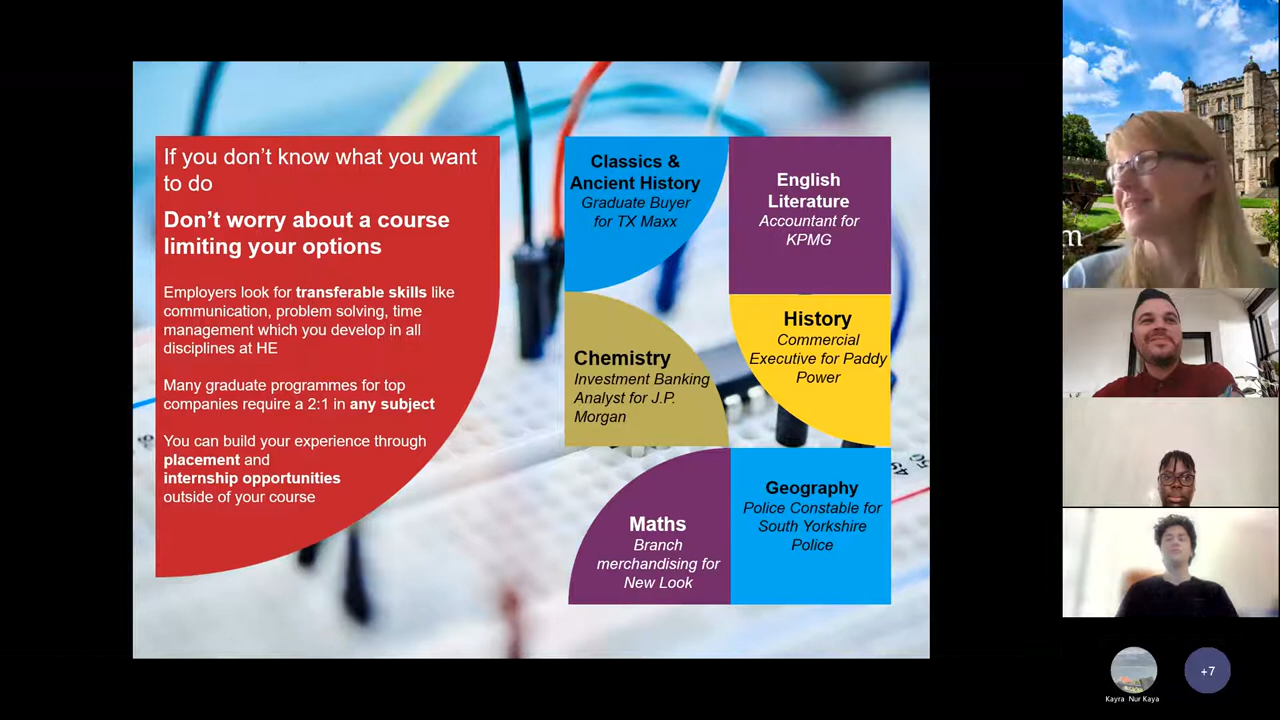 If you don't know what you want
to do
Don't worry about a course
limiting your options
Employers look for transferable skills like
communication, problem solving, time
management which you develop in all
disciplines at HE
Many graduate programmes for top
companies require a 2:1 in any subject
You can build your experience through
placement and
internship opportunities
outside of your course
Classics &
Ancient History
Graduate Buyer
for TX Maxx
English
Literature
Accountant for
KPMG
Chemistry
Investment Banking
Analyst for J.P.
Morgan
History
Commercial
Executive for Paddy
Power
Maths
Branch
merchandising for
New Look
Geography
Police Constable for
South Yorkshire
Police
49
50
m
Kayra Nur Kaya
+7